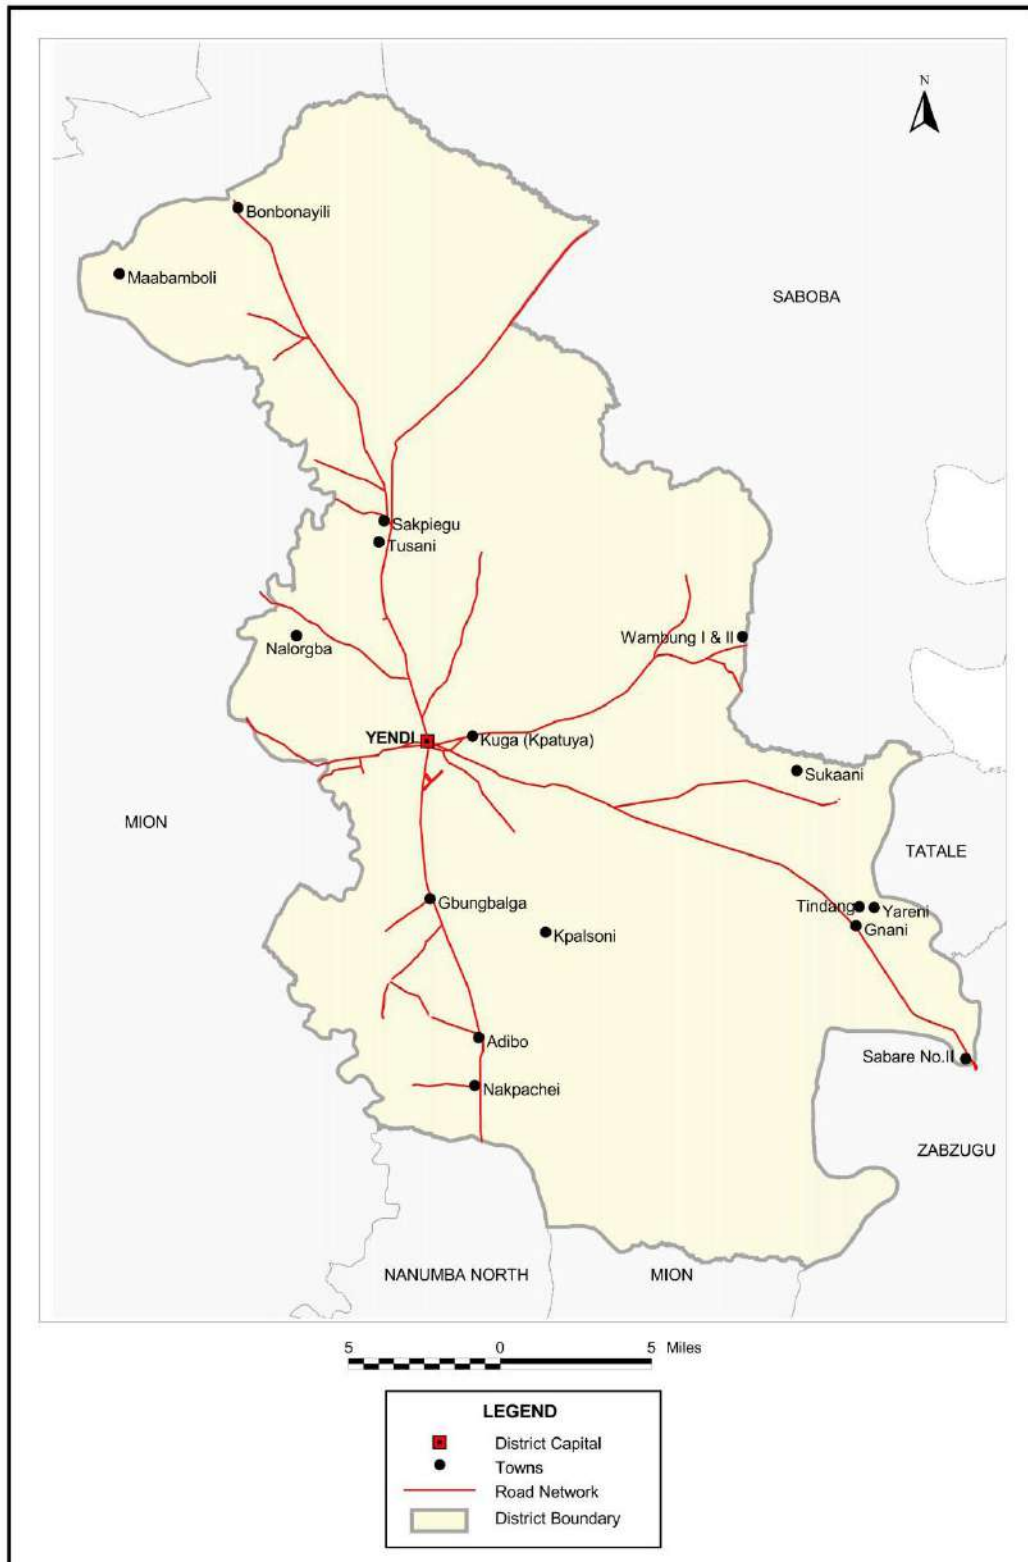 N
Bonbonayili
Maabamboli
SABOBA
Sakpiegu
Tusani
Wambung I & II
Nalorgba
YENDI
Kuga (Kpatuya)
Sukaani
MION
TATALE
Gbungbalga
Tindang
Yareni
Gnani
Kpalsoni
Adibo
Sabare No.II
Nakpachei
ZABZUGU
NANUMBA NORTH
MION
5 0 5 Miles
LEGEND
District Capital
Towns
Road Network
District Boundary